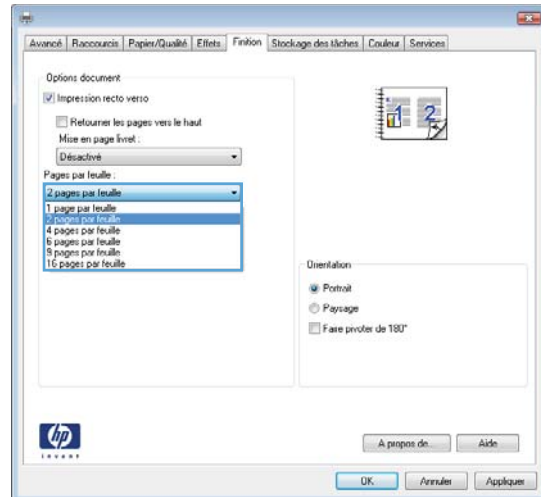 Avancé Raccourcis Papier/Qualité Effets Finition Stockage des tâches Couleur Services
Options document
Impression recto verso
Retourner les pages vers le haut
Mise en page livret :
Désactivé
Pages par feuille :
2 pages par feuille
1 page par feuille
2 pages par feuille
4 pages par feuille
6 pages par feuille
9 pages par feuille
16 pages par feuille
1 2
Orientation
Portrait
Paysage
Faire pivoter de 180°
hp
invent
A propos de... Aide
OK Annuler Appliquer